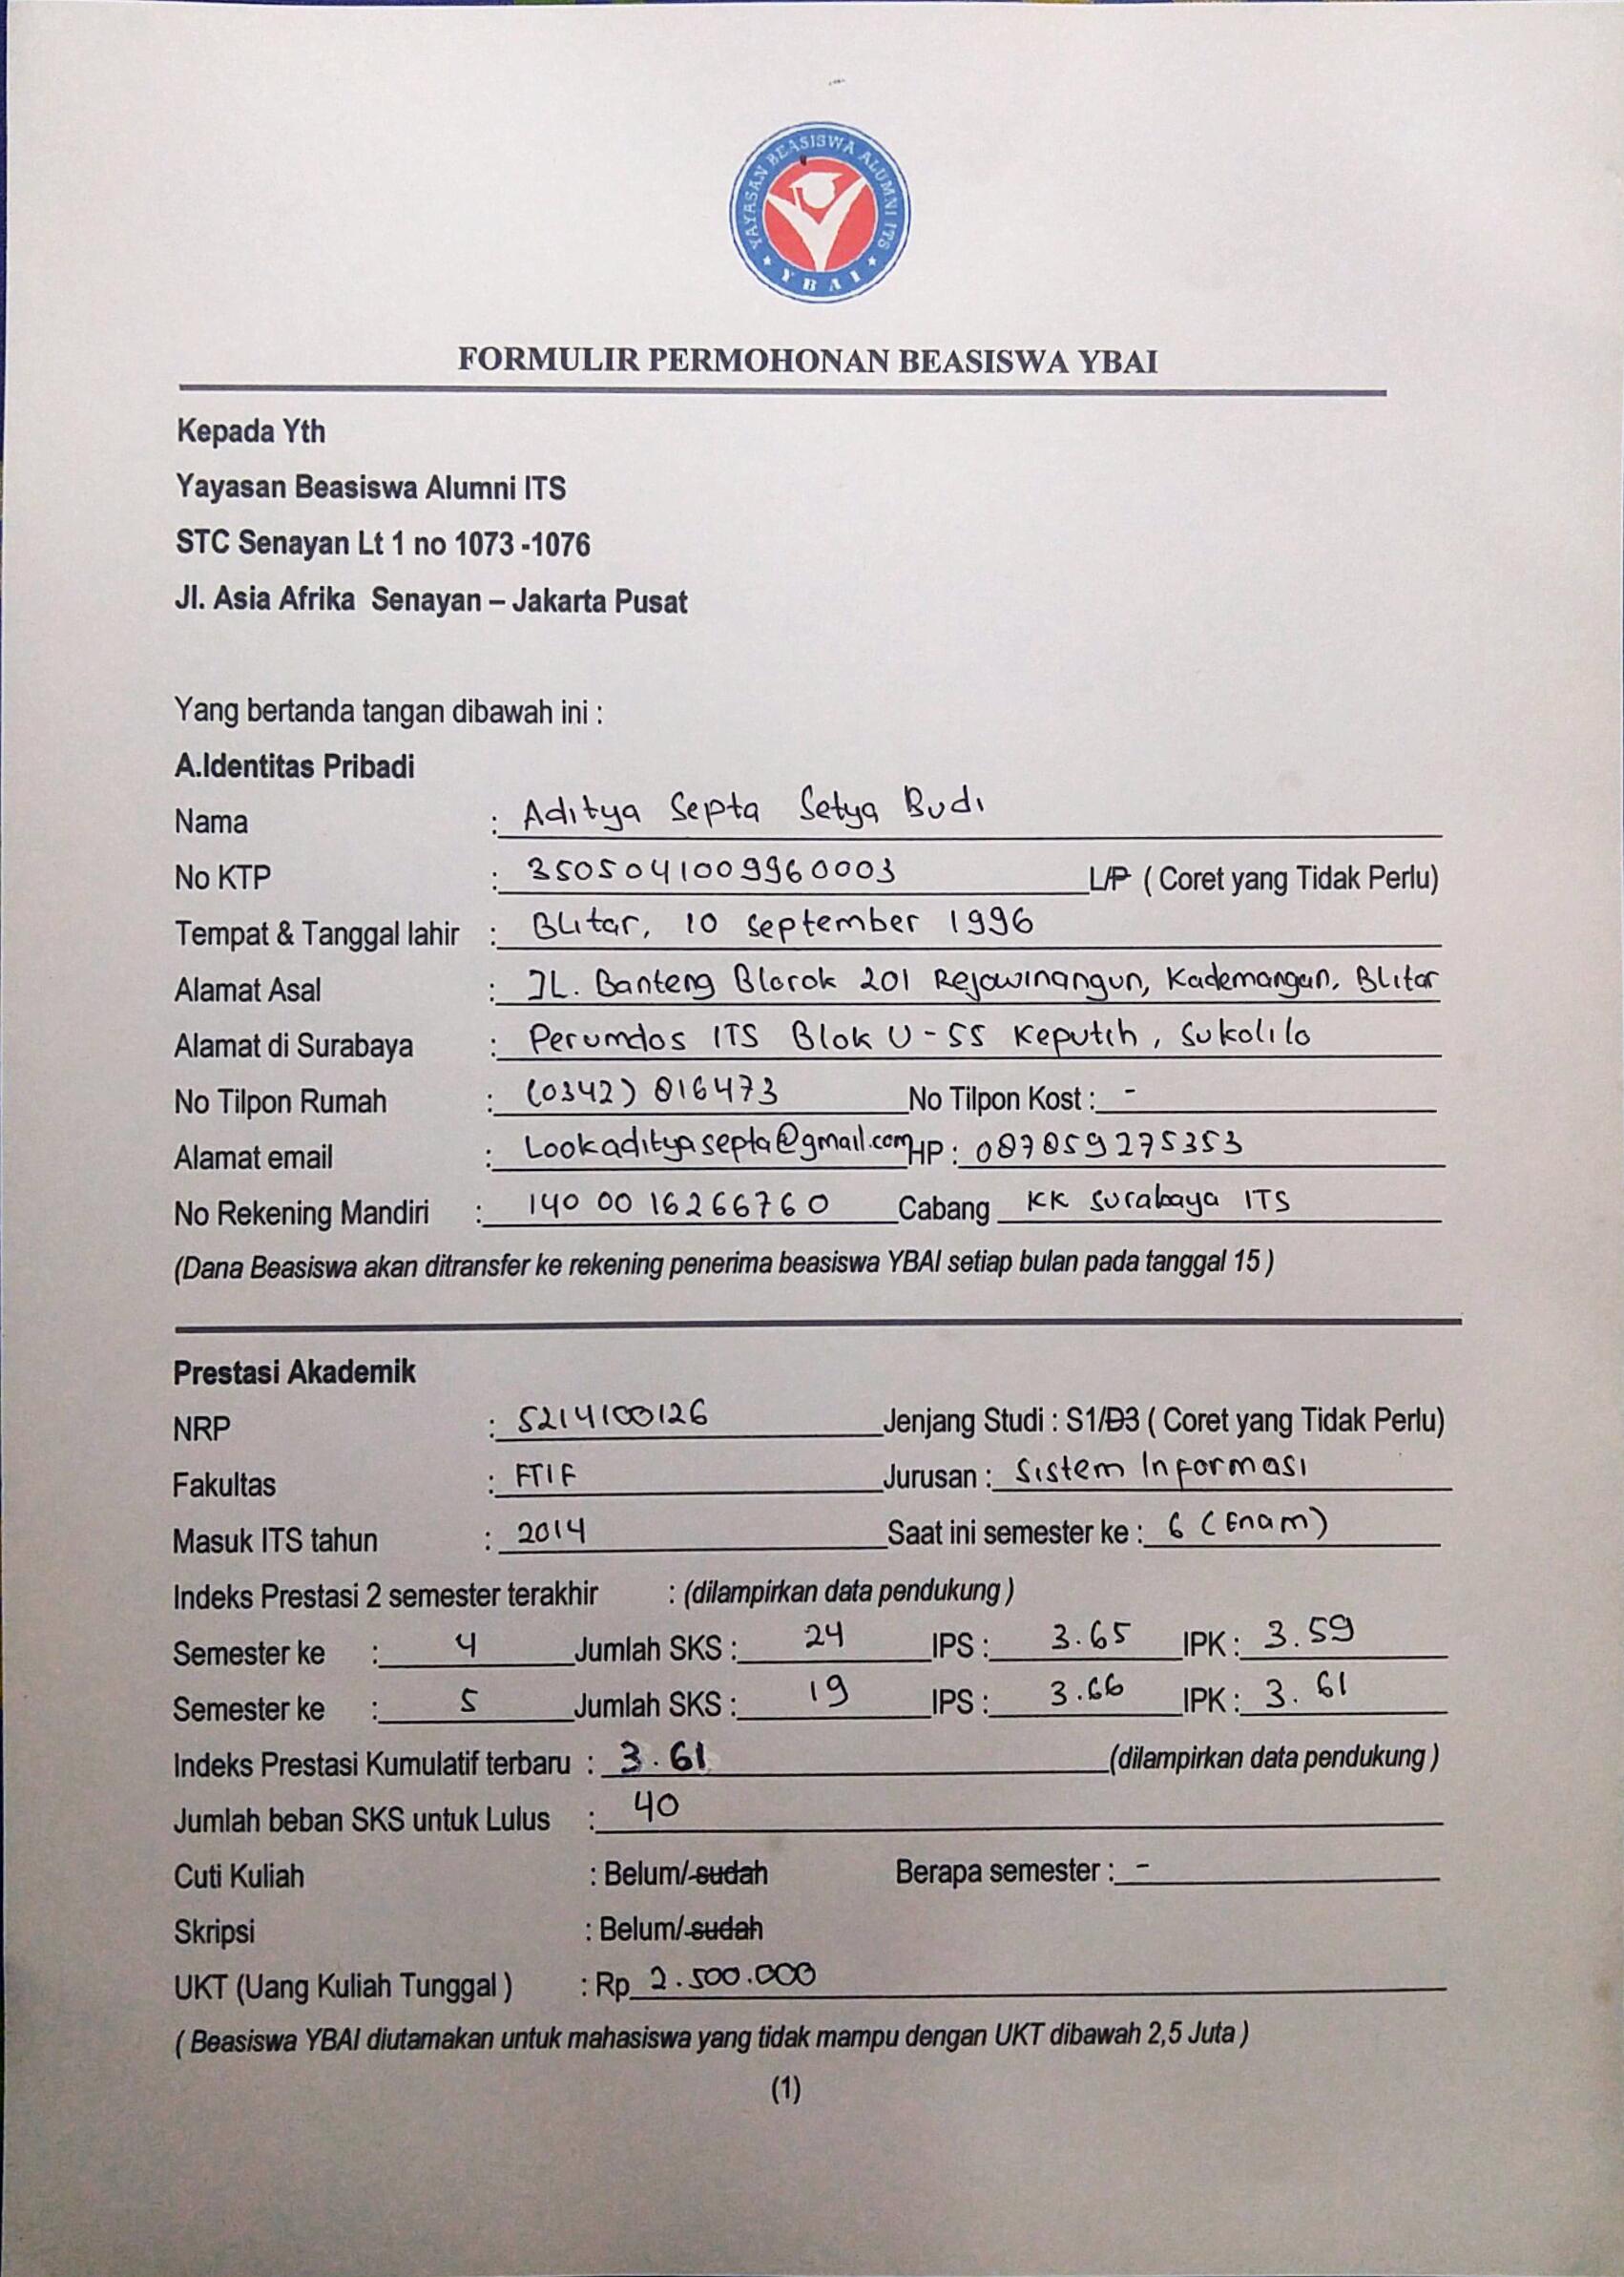 YAYASAN BEASISWA ALUMNI ITS
YBAI
FORMULIR PERMOHONAN BEASISWA YBAI
Kepada Yth
Yayasan Beasiswa Alumni ITS
STC Senayan Lt 1 no 1073 -1076
Jl. Asia Afrika Senayan – Jakarta Pusat
Yang bertanda tangan dibawah ini :
A.Identitas Pribadi
Nama : Aditya Septa Setya Budi
No KTP : 3505041009960003 L/P ( Coret yang Tidak Perlu)
Tempat & Tanggal lahir : Blitar, 10 September 1996
Alamat Asal : JL. Banteng Blorok 201 Rejowinangun, Kademangan, Blitar
Alamat di Surabaya : Perumdos ITS Blok U - 55 Keputih, Sukolilo
No Tilpon Rumah : (0342) 816473 No Tilpon Kost : -
Alamat email : Lookadityasepta@gmail.com HP : 087859275353
No Rekening Mandiri : 140 00 16266760 Cabang KK Surabaya ITS
(Dana Beasiswa akan ditransfer ke rekening penerima beasiswa YBAI setiap bulan pada tanggal 15 )
Prestasi Akademik
NRP : 5214100126 Jenjang Studi : S1/D3 ( Coret yang Tidak Perlu)
Fakultas : FTIF Jurusan : Sistem Informasi
Masuk ITS tahun : 2014 Saat ini semester ke : 6 (Enam)
Indeks Prestasi 2 semester terakhir : (dilampirkan data pendukung )
Semester ke : 4 Jumlah SKS : 24 IPS : 3.65 IPK : 3.59
Semester ke : 5 Jumlah SKS : 19 IPS : 3.66 IPK : 3.61
Indeks Prestasi Kumulatif terbaru : 3.61 (dilampirkan data pendukung )
Jumlah beban SKS untuk Lulus : 40
Cuti Kuliah : Belum/sudah Berapa semester : -
Skripsi : Belum/sudah
UKT (Uang Kuliah Tunggal ) : Rp 2.500.000
( Beasiswa YBAI diutamakan untuk mahasiswa yang tidak mampu dengan UKT dibawah 2,5 Juta )
(1)